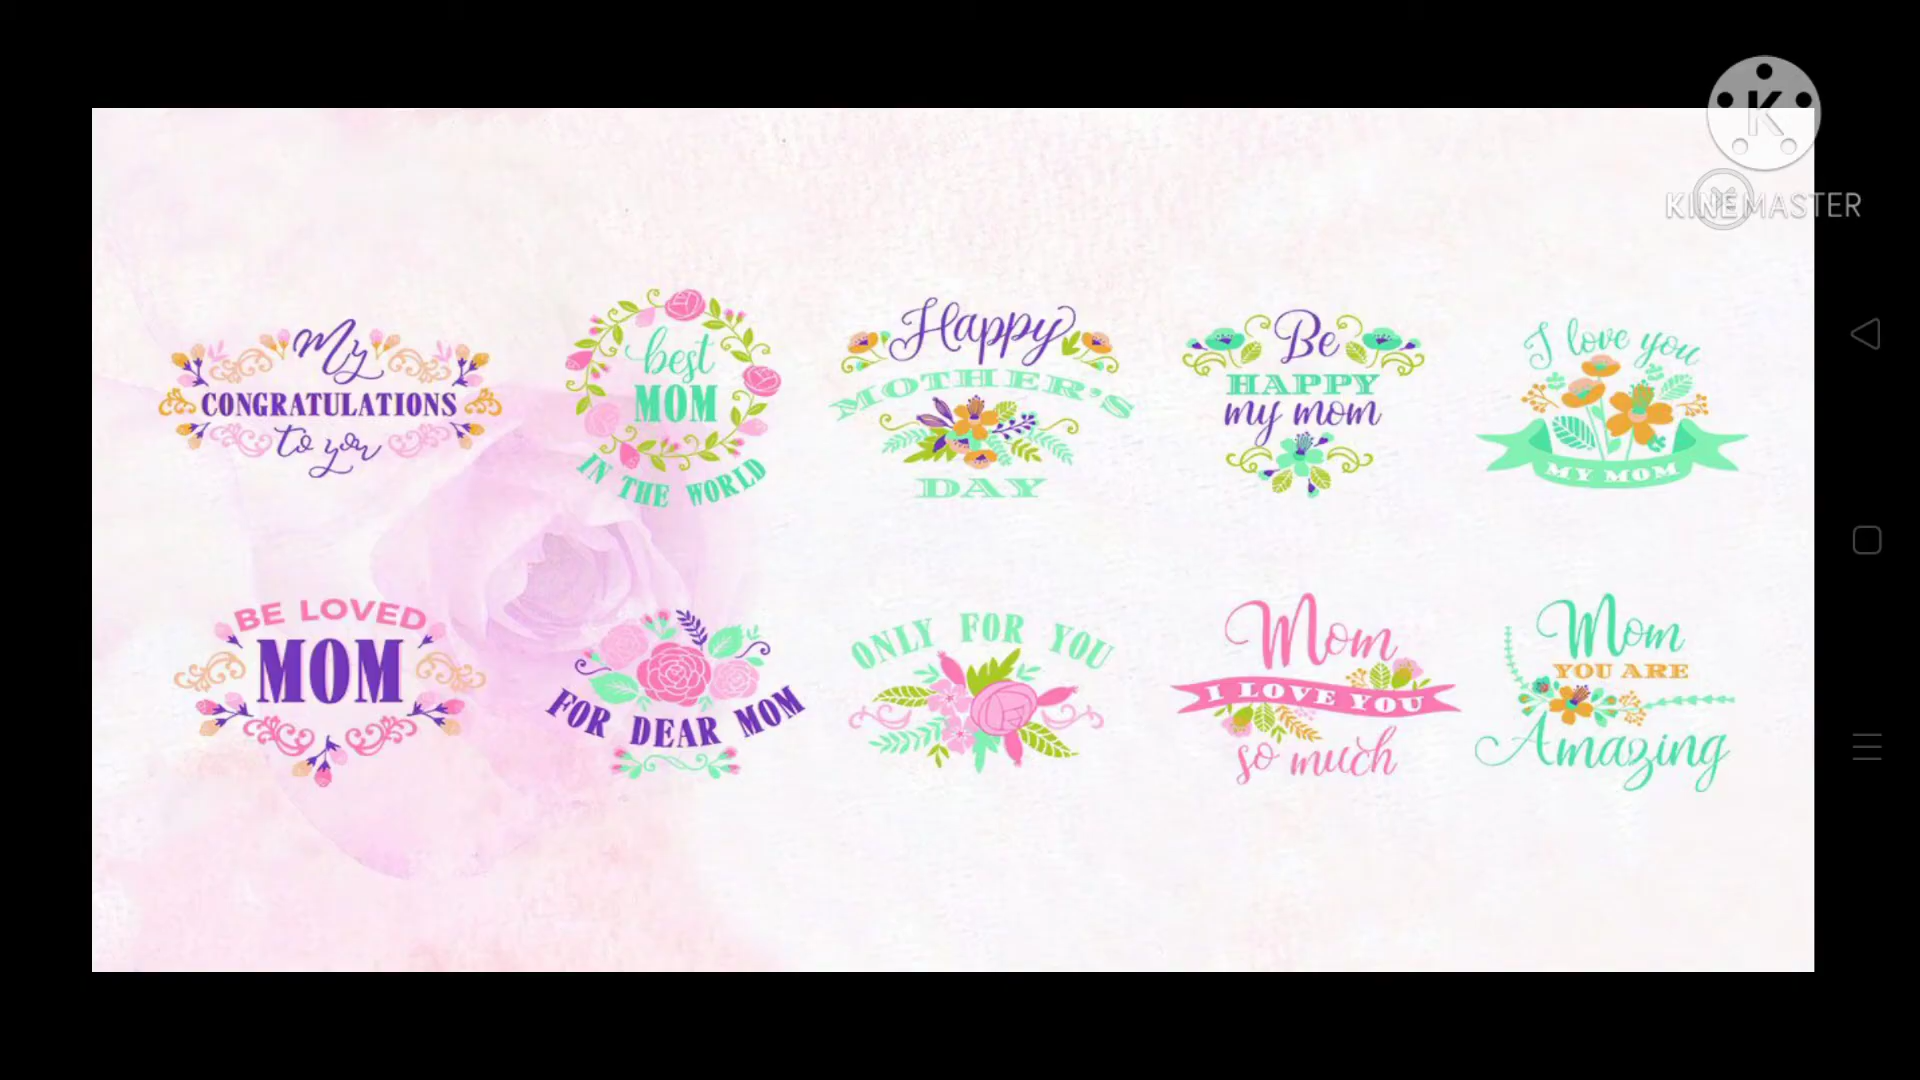 K
KINEMASTER
My
CONGRATULATIONS
to you
best
MOM
IN THE WORLD
Happy
MOTHER'S
DAY
Be
HAPPY
my mom
I love you
MY MOM
BE LOVED
MOM
FOR DEAR MOM
ONLY FOR YOU
Mom
I LOVE YOU
so much
Mom
YOU ARE
Amazing